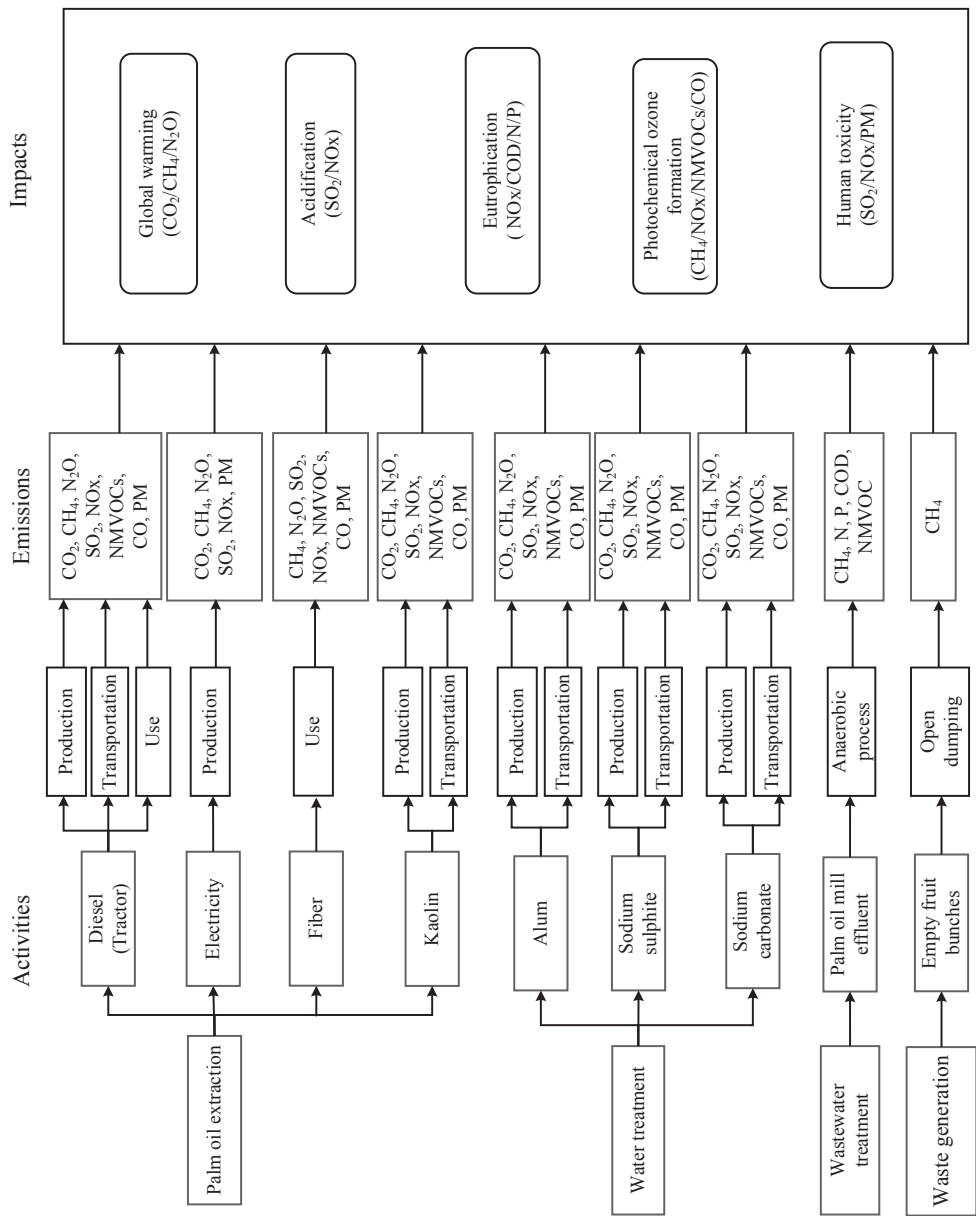 Activities
Emissions
Impacts
Palm oil extraction
Diesel
(Tractor)
Production
Transportation
Use
CO₂, CH₄, N₂O,
SO₂, NOx,
NMVOCs,
CO, PM
Electricity
Production
CO₂, CH₄, N₂O,
SO₂, NOx, PM
Fiber
Use
CH₄, N₂O, SO₂,
NOx, NMVOCs,
CO, PM
Kaolin
Production
Transportation
CO₂, CH₄, N₂O,
SO₂, NOx,
NMVOCs,
CO, PM
Water treatment
Alum
Production
Transportation
CO₂, CH₄, N₂O,
SO₂, NOx,
NMVOCs,
CO, PM
Sodium
sulphite
Production
Transportation
CO₂, CH₄, N₂O,
SO₂, NOx,
NMVOCs,
CO, PM
Sodium
carbonate
Production
Transportation
CO₂, CH₄, N₂O,
SO₂, NOx,
NMVOCs,
CO, PM
Wastewater
treatment
Palm oil mill
effluent
Anaerobic
process
CH₄, N, P, COD,
NMVOC
Waste generation
Empty fruit
bunches
Open
dumping
CH₄
Global warming
(CO₂/CH₄/N₂O)
Acidification
(SO₂/NOx)
Eutrophication
( NOx/COD/N/P)
Photochemical ozone
formation
(CH₄/NOx/NMVOCs/CO)
Human toxicity
(SO₂/NOx/PM)